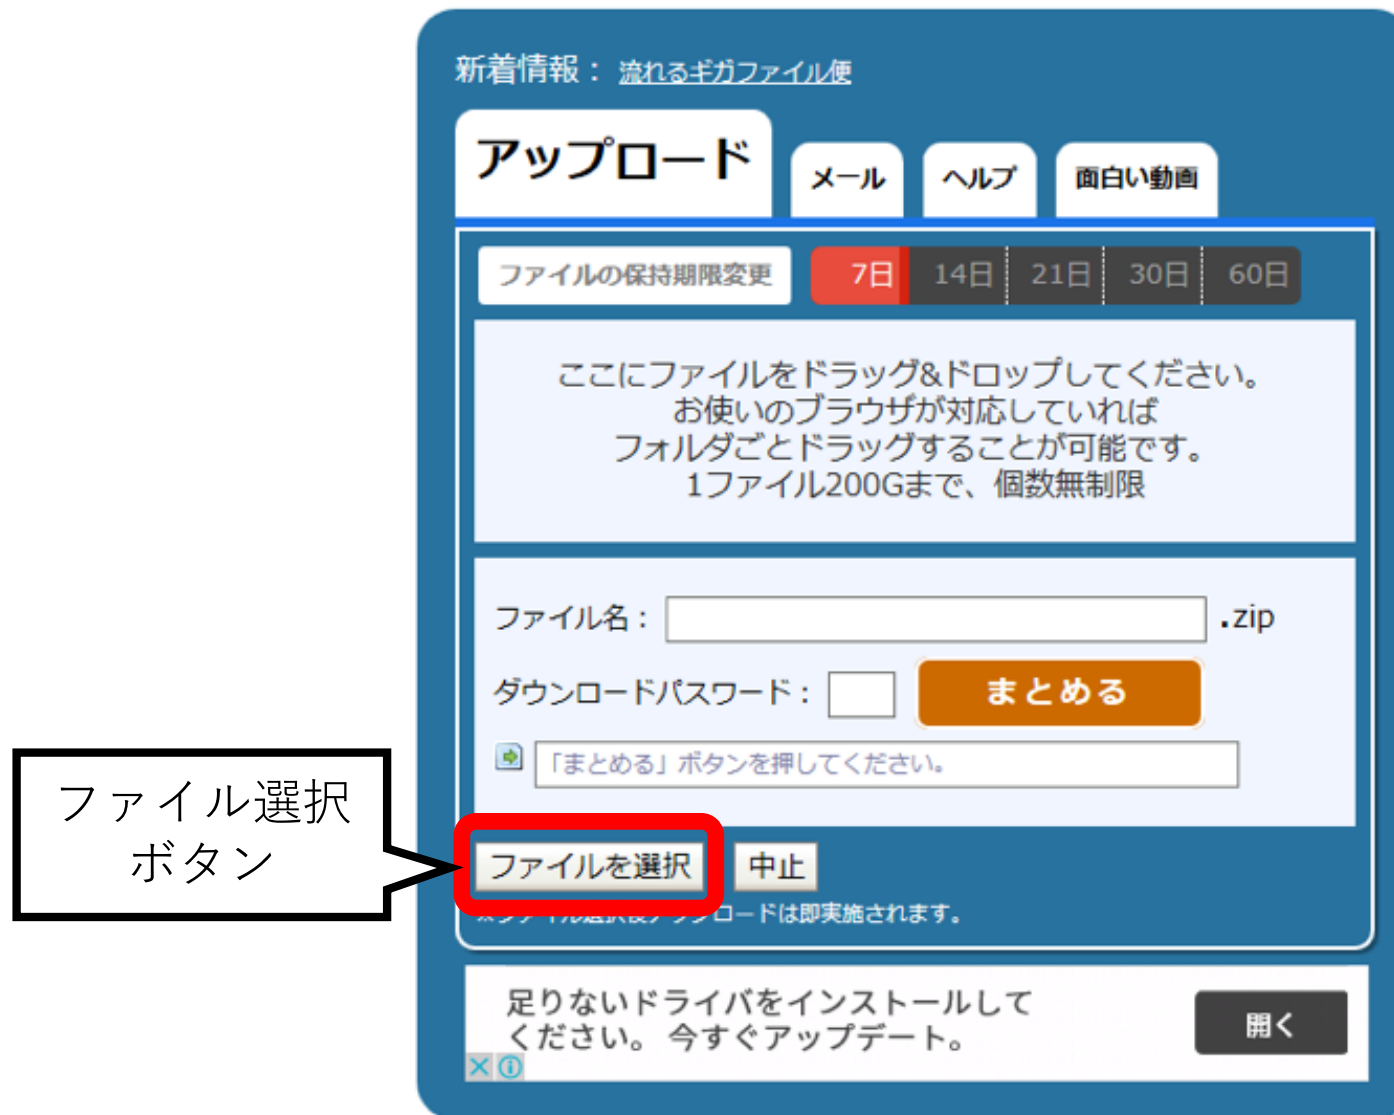 新着情報： 流れるギガファイル便
アップロード
メール
ヘルプ
面白い動画
ファイルの保持期限変更
7日 14日 21日 30日 60日
ここにファイルをドラッグ&ドロップしてください。
お使いのブラウザが対応していれば
フォルダごとドラッグすることが可能です。
1ファイル200Gまで、個数無制限
ファイル名： .zip
ダウンロードパスワード： まとめる
「まとめる」ボタンを押してください。
ファイル選択
ボタン
ファイルを選択 中止
※ファイル選択後アップロードは即実施されます。
足りないドライバをインストールして
ください。 今すぐアップデート。
開く